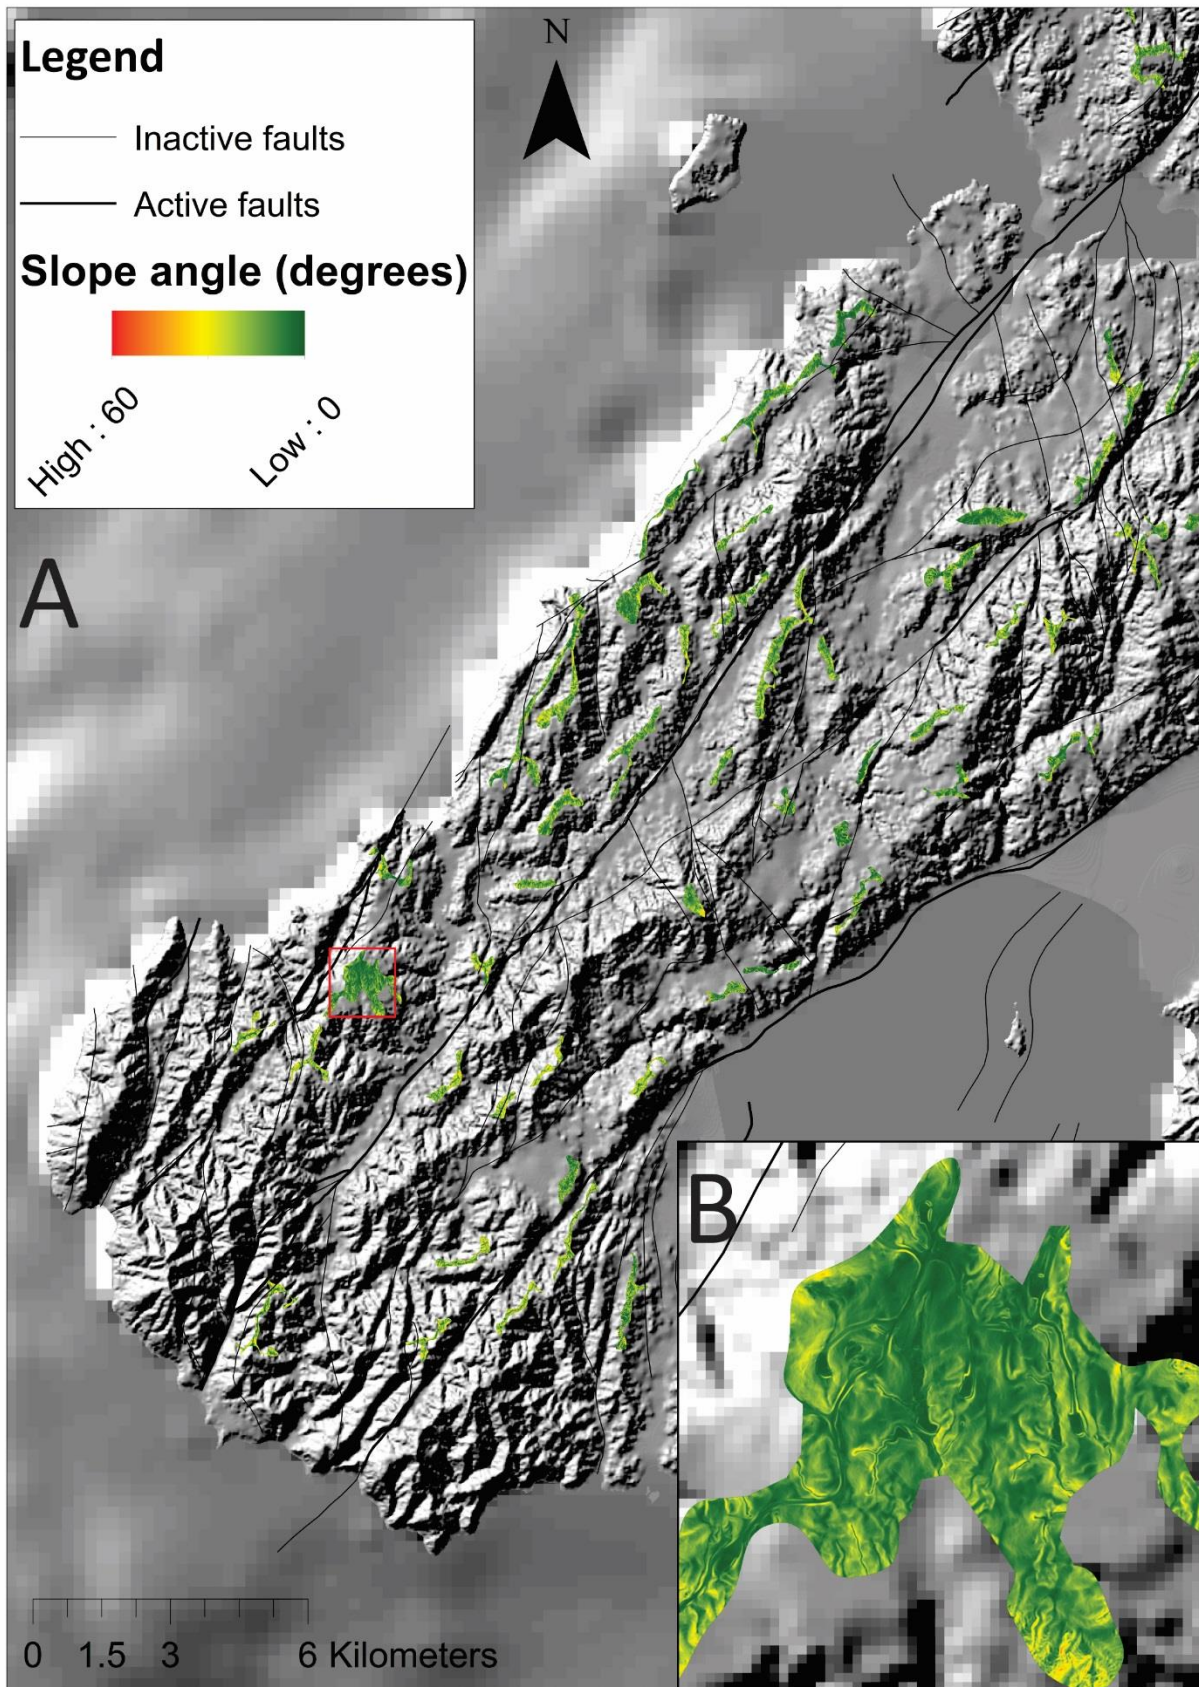 Legend
Inactive faults
Active faults
Slope angle (degrees)
High : 60
Low : 0
N
A
B
0 1.5 3 6 Kilometers